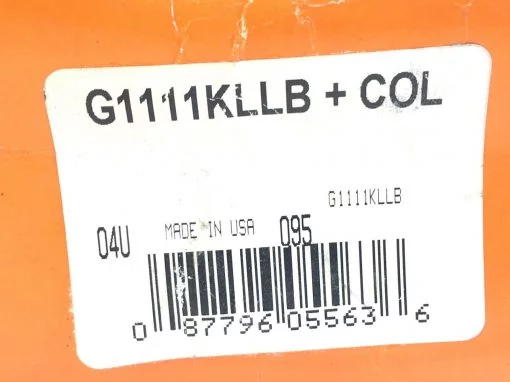 G1111KLLB + COL
G1111KLLB
04U MADE IN USA 095
0 87796 05563 6